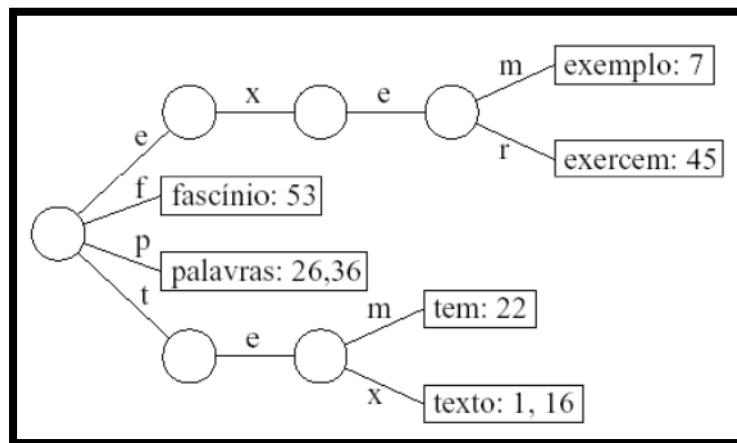 m
exemplo: 7
x
e
e
r
exercem: 45
f
fascínio: 53
p
palavras: 26,36
t
m
tem: 22
e
x
texto: 1, 16